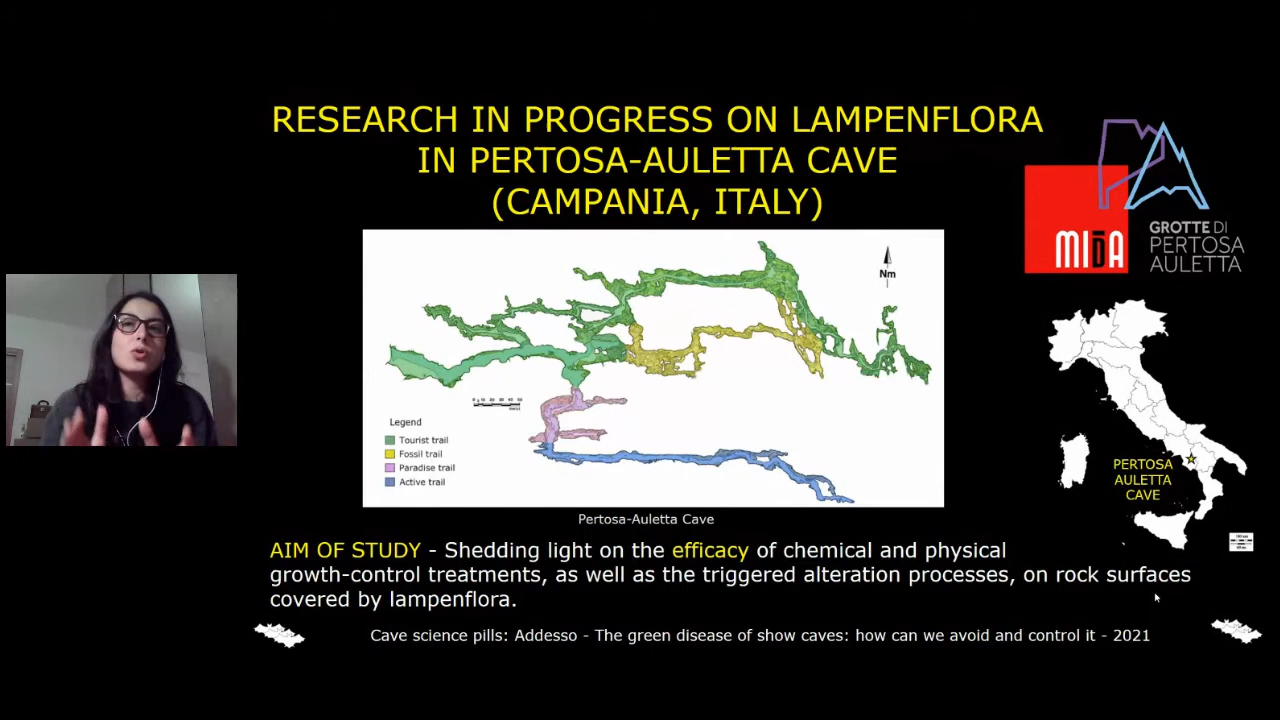 RESEARCH IN PROGRESS ON LAMPENFLORA
IN PERTOSA-AULETTA CAVE
(CAMPANIA, ITALY)
MIdA
GROTTE DI
PERTOSA
AULETTA
Nm
Legend
Tourist trail
Fossil trail
Paradise trail
Active trail
PERTOSA
AULETTA
CAVE
Pertosa-Auletta Cave
AIM OF STUDY - Shedding light on the efficacy of chemical and physical
growth-control treatments, as well as the triggered alteration processes, on rock surfaces
covered by lampenflora.
Cave science pills: Addesso - The green disease of show caves: how can we avoid and control it - 2021